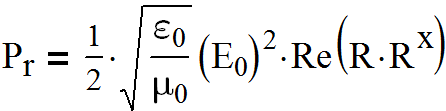 P_r = 1/2 · √(ε_0/μ_0) (E_0)^2 · Re(R · R^x)